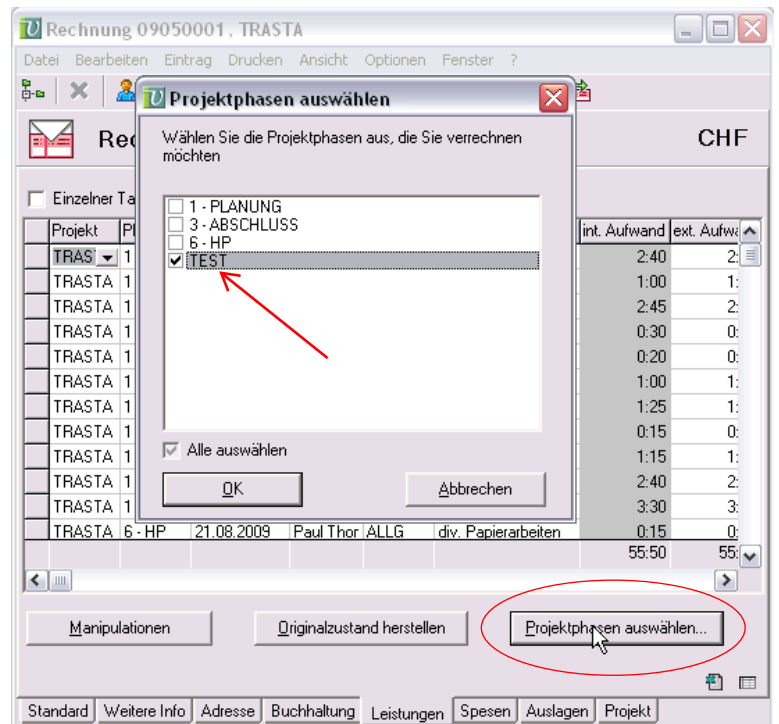 Rechnung 09050001, TRASTA
Datei Bearbeiten Eintrag Drucken Ansicht Optionen Fenster ?
Projektphasen auswählen
CHF
Wählen Sie die Projektphasen aus, die Sie verrechnen
möchten
Einzelner
1 - PLANUNG
3 - ABSCHLUSS
6 - HP
TEST
Alle auswählen
OK Abbrechen
Projekt int. Aufwand ext.
TRAS 1 2:40
TRASTA 1 1:00
TRASTA 1 2:45
TRASTA 1 0:30
TRASTA 1 0:20
TRASTA 1 1:00
TRASTA 1 1:25
TRASTA 1 0:15
TRASTA 1 1:15
TRASTA 1 2:40
TRASTA 1 3:30
TRASTA 6 - HP 21.08.2009 Paul Thor ALLG div. Papierarbeiten 0:15
55:50
Manipulationen Originalzustand herstellen Projektphasen auswählen...
Standard Weitere Info Adresse Buchhaltung Leistungen Spesen Auslagen Projekt